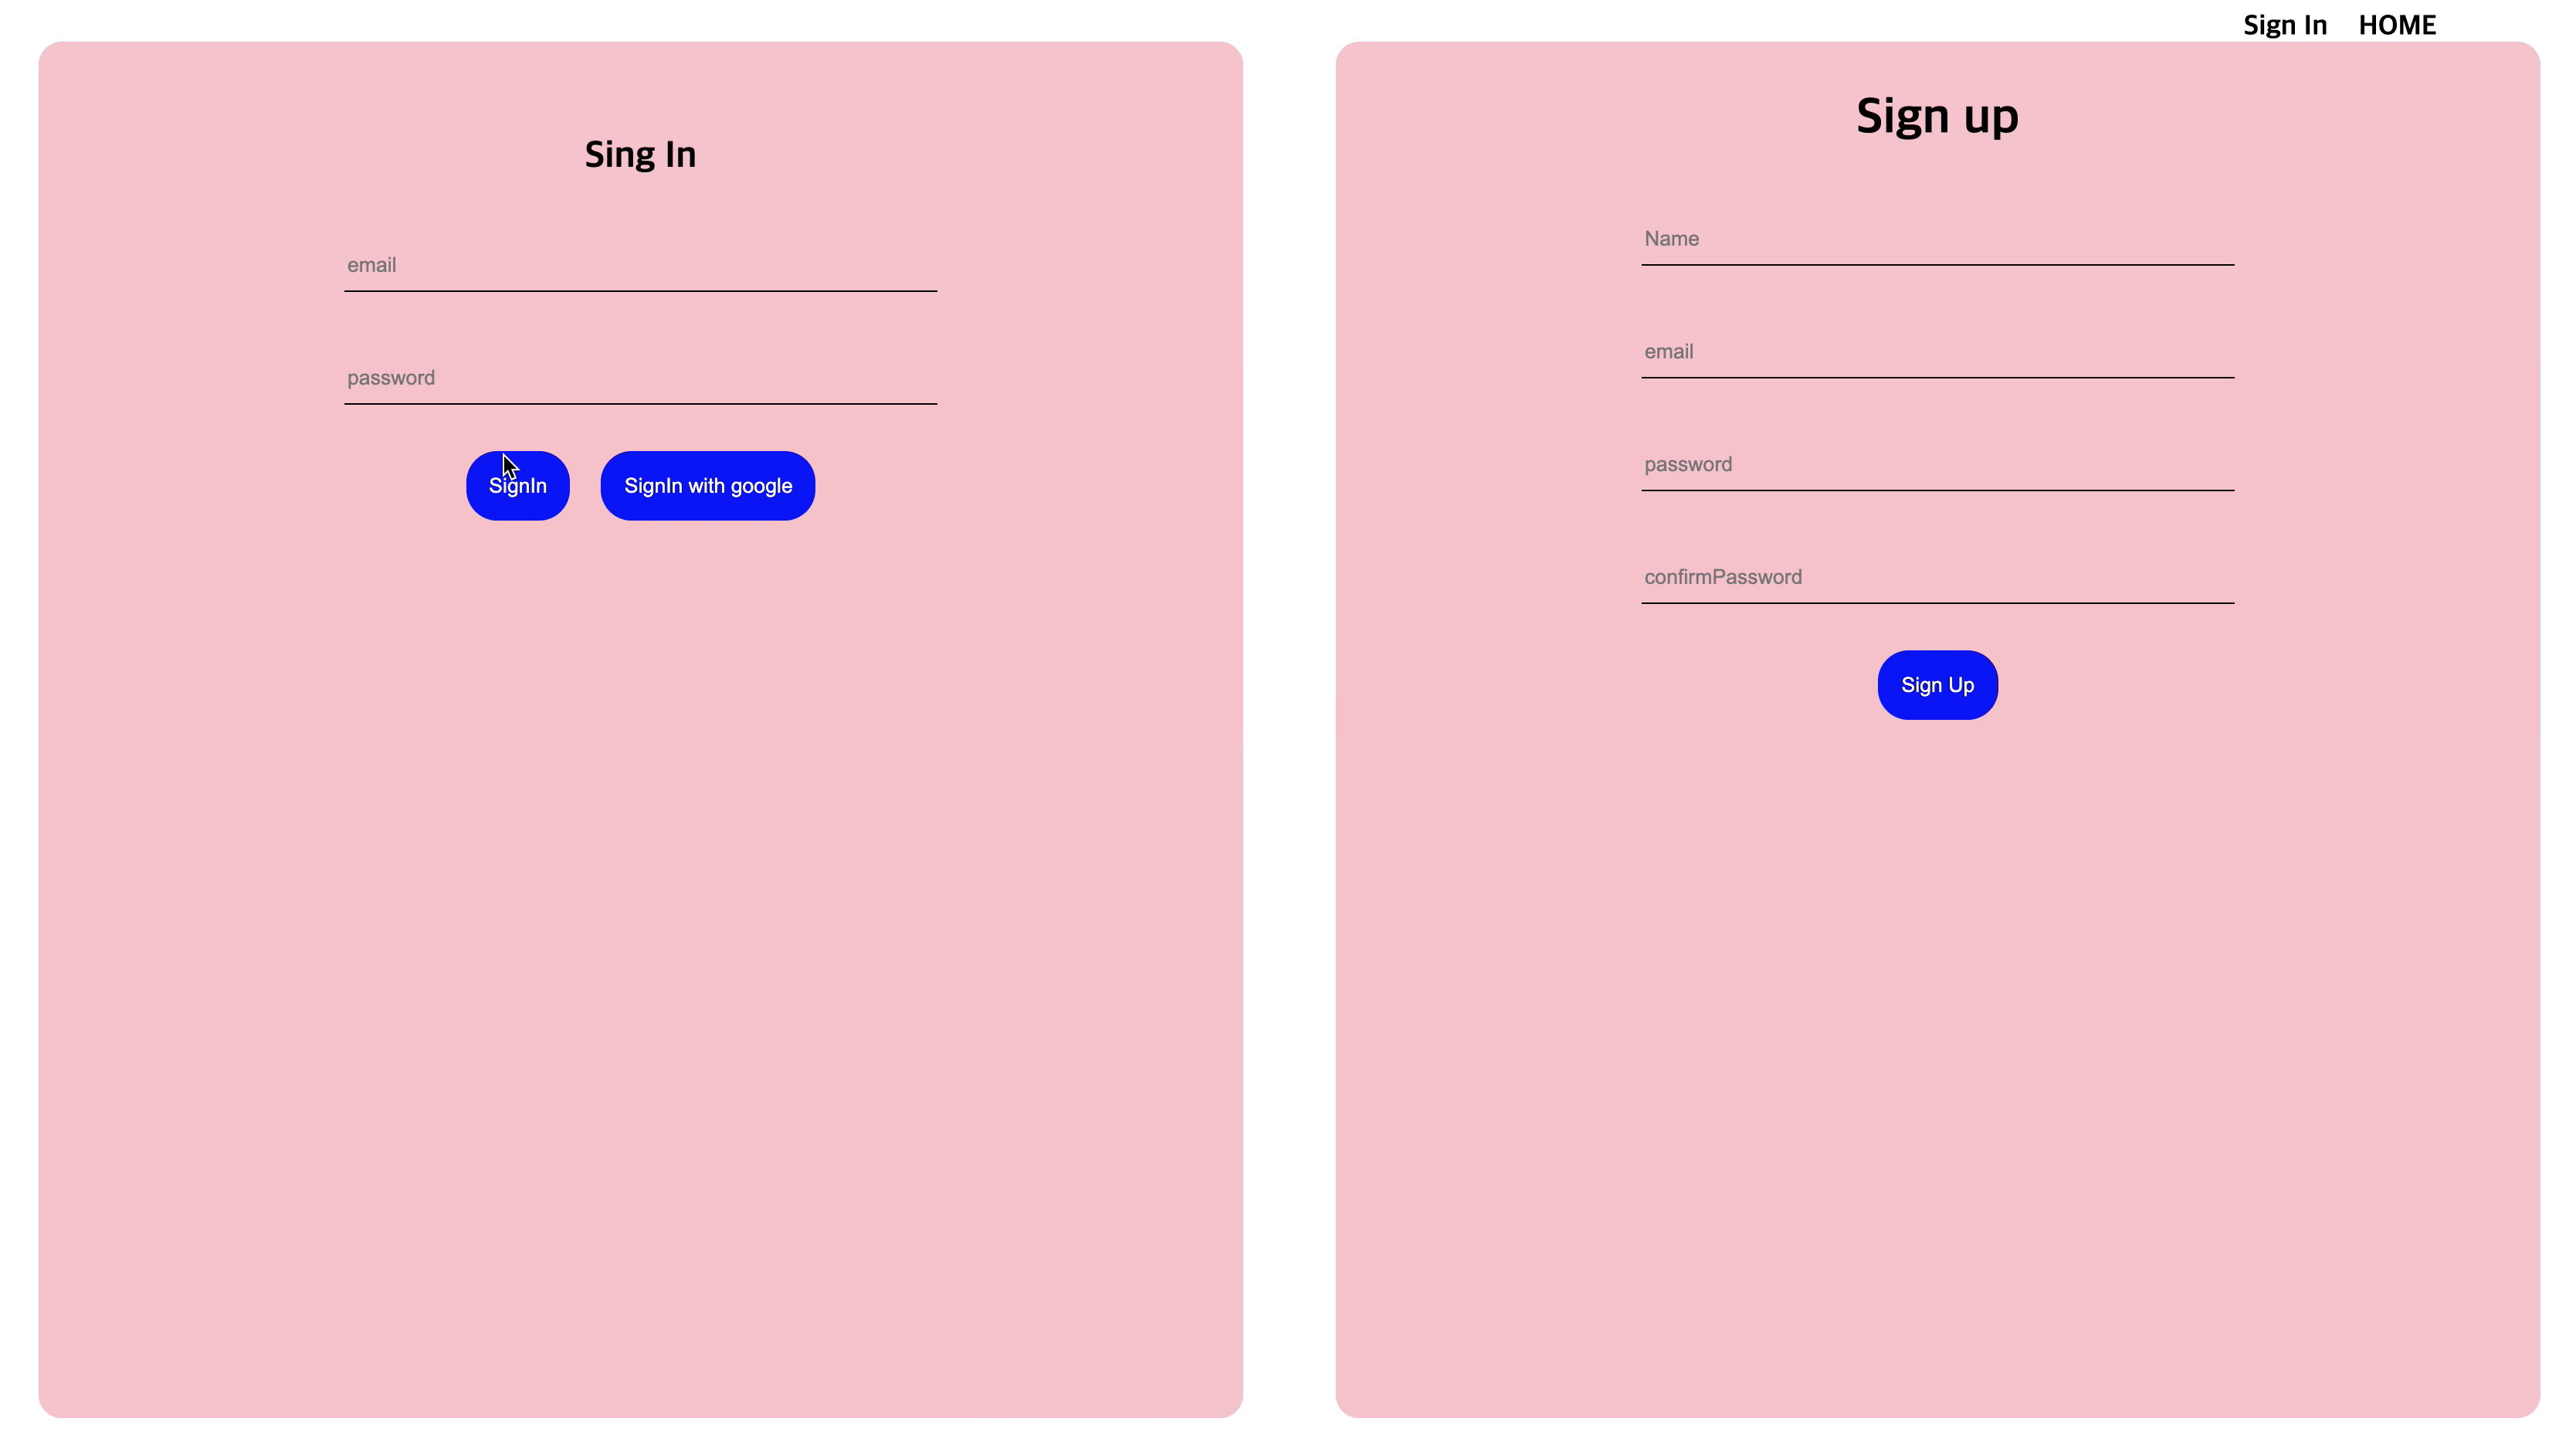 Sign In HOME
Sing In
email
password
SignIn SignIn with google
Sign up
Name
email
password
confirmPassword
Sign Up